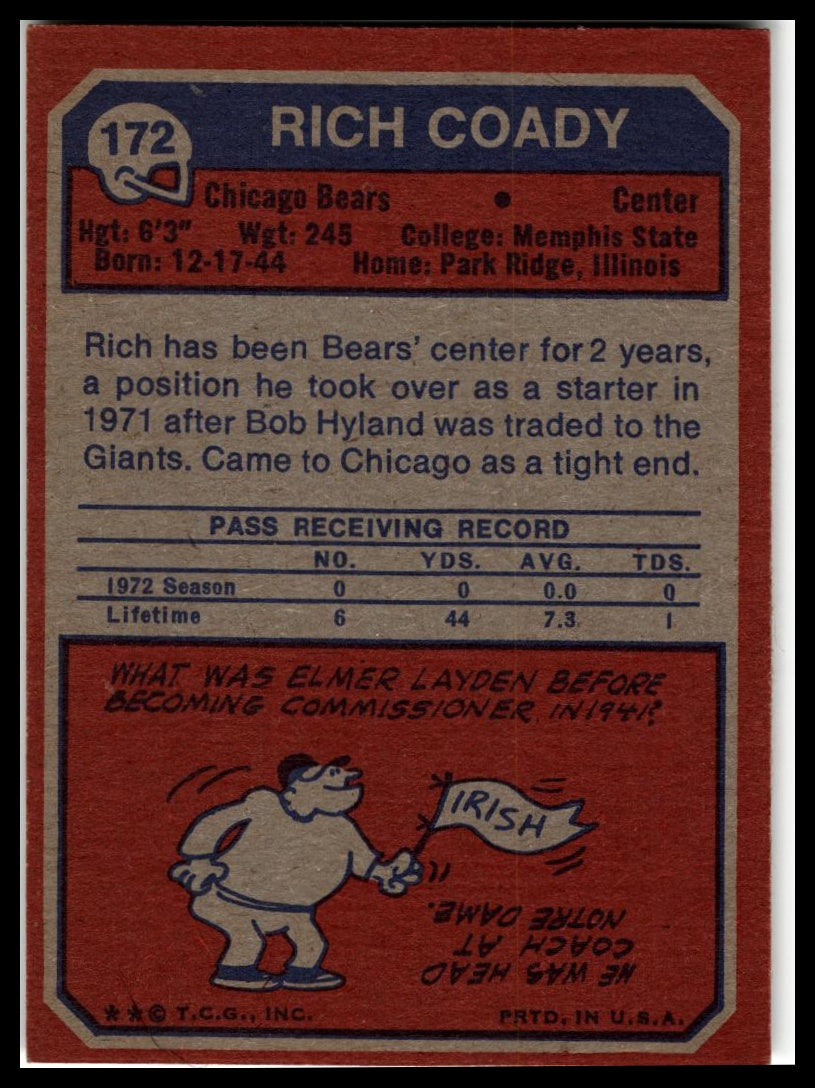 172
RICH COADY
Chicago Bears • Center
Hgt: 6'3" Wgt: 245 College: Memphis State
Born: 12-17-44 Home: Park Ridge, Illinois
Rich has been Bears' center for 2 years,
a position he took over as a starter in
1971 after Bob Hyland was traded to the
Giants. Came to Chicago as a tight end.
PASS RECEIVING RECORD
NO. YDS. AVG. TDS.
1972 Season 0 0 0.0 0
Lifetime 6 44 7.3 1
WHAT WAS ELMER LAYDEN BEFORE
BECOMING COMMISSIONER IN 1941?
IRISH
HE WAS HEAD
COACH AT
NOTRE DAME.
**© T.C.G., INC. PRTD. IN U.S.A.